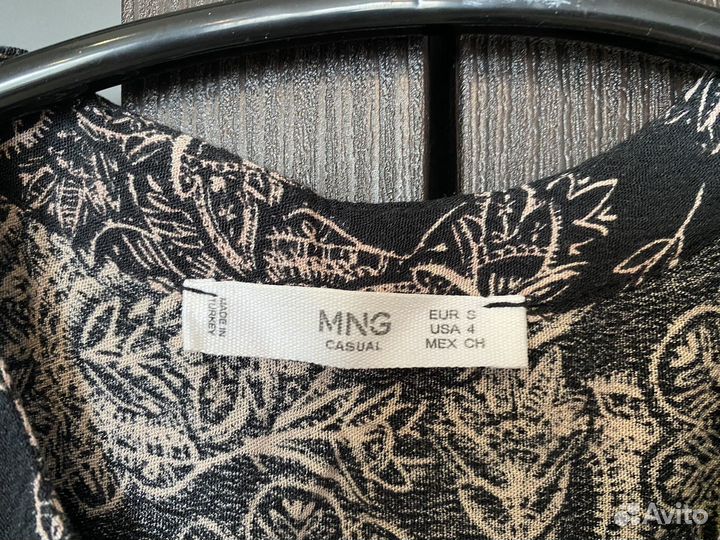 MADE IN
TURKEY
MNG
CASUAL
EUR S
USA 4
MEX CH
Avito